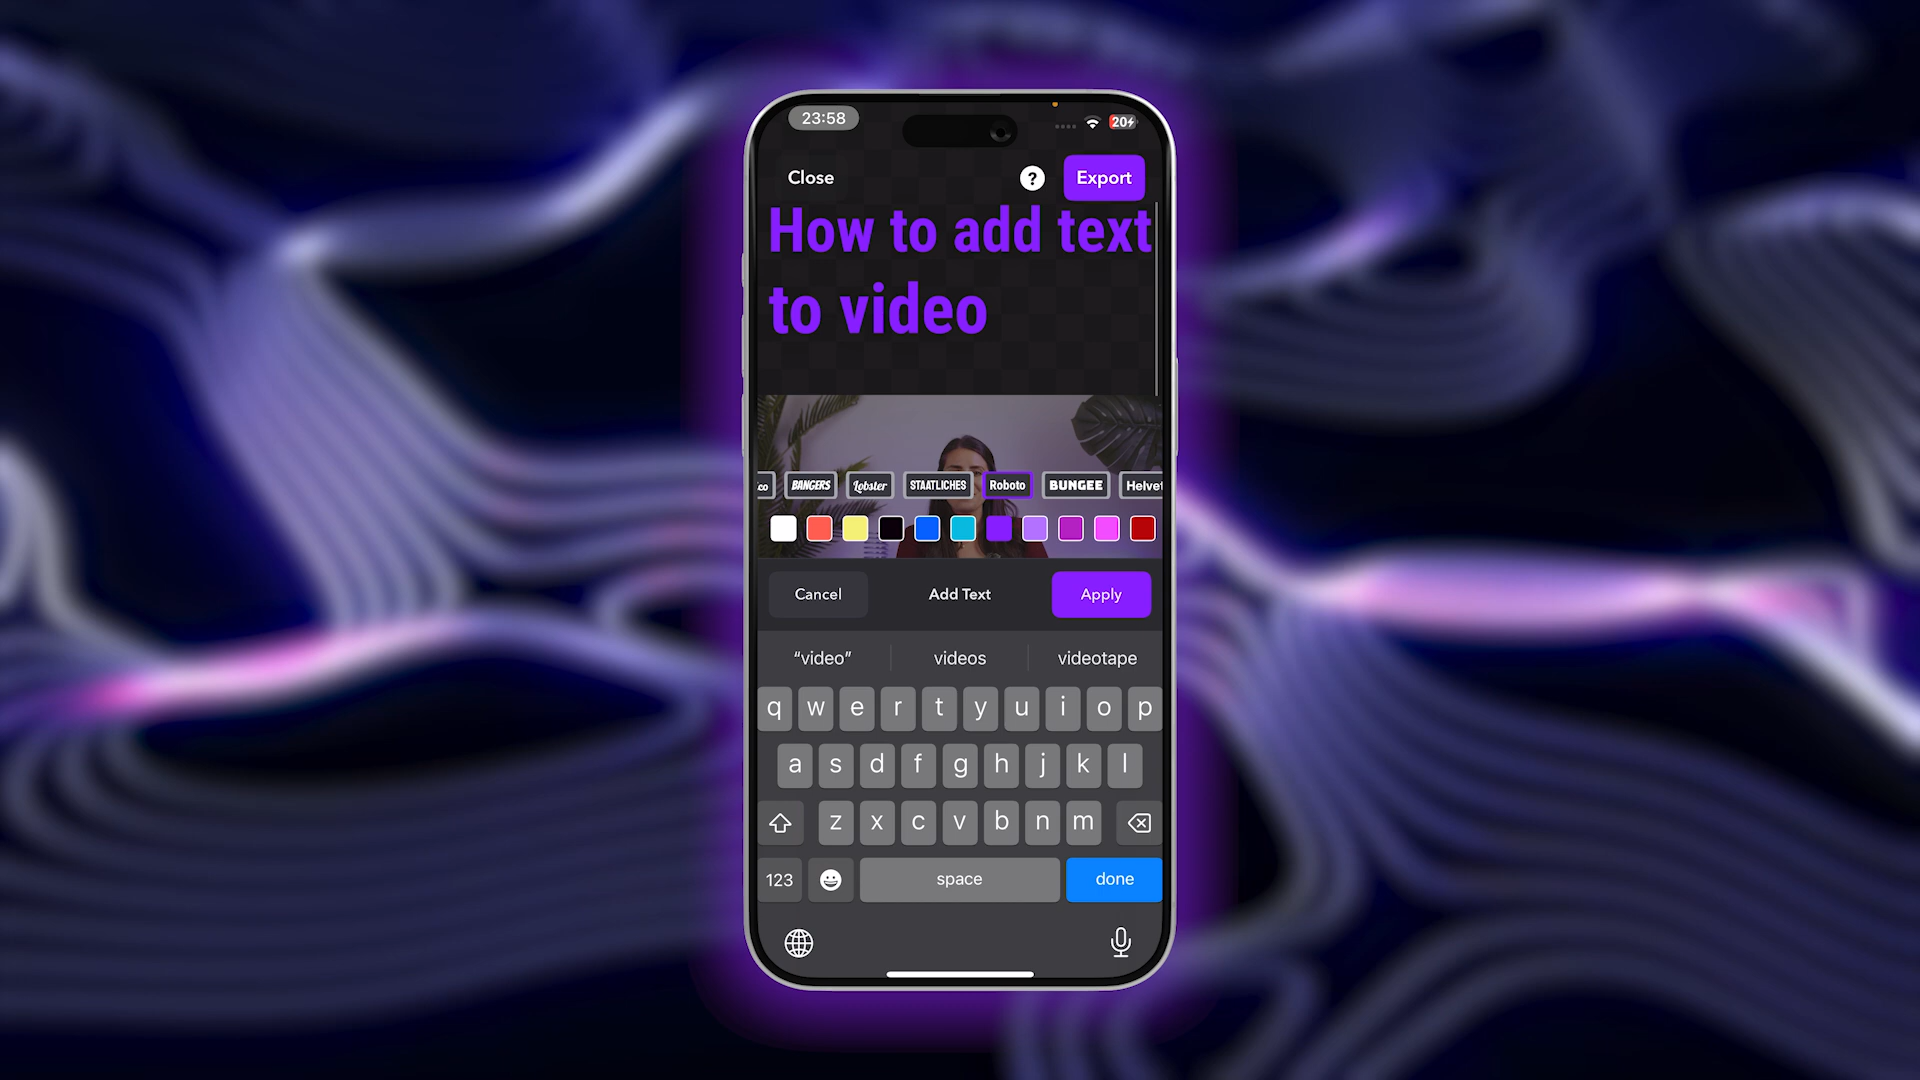 23:58
20
Close
?
Export
How to add text
to video
co
BANGERS
Lobster
STAATLICHES
Roboto
BUNGEE
Helvet
Cancel
Add Text
Apply
“video”
videos
videotape
q w e r t y u i o p
a s d f g h j k l
z x c v b n m
123
space
done